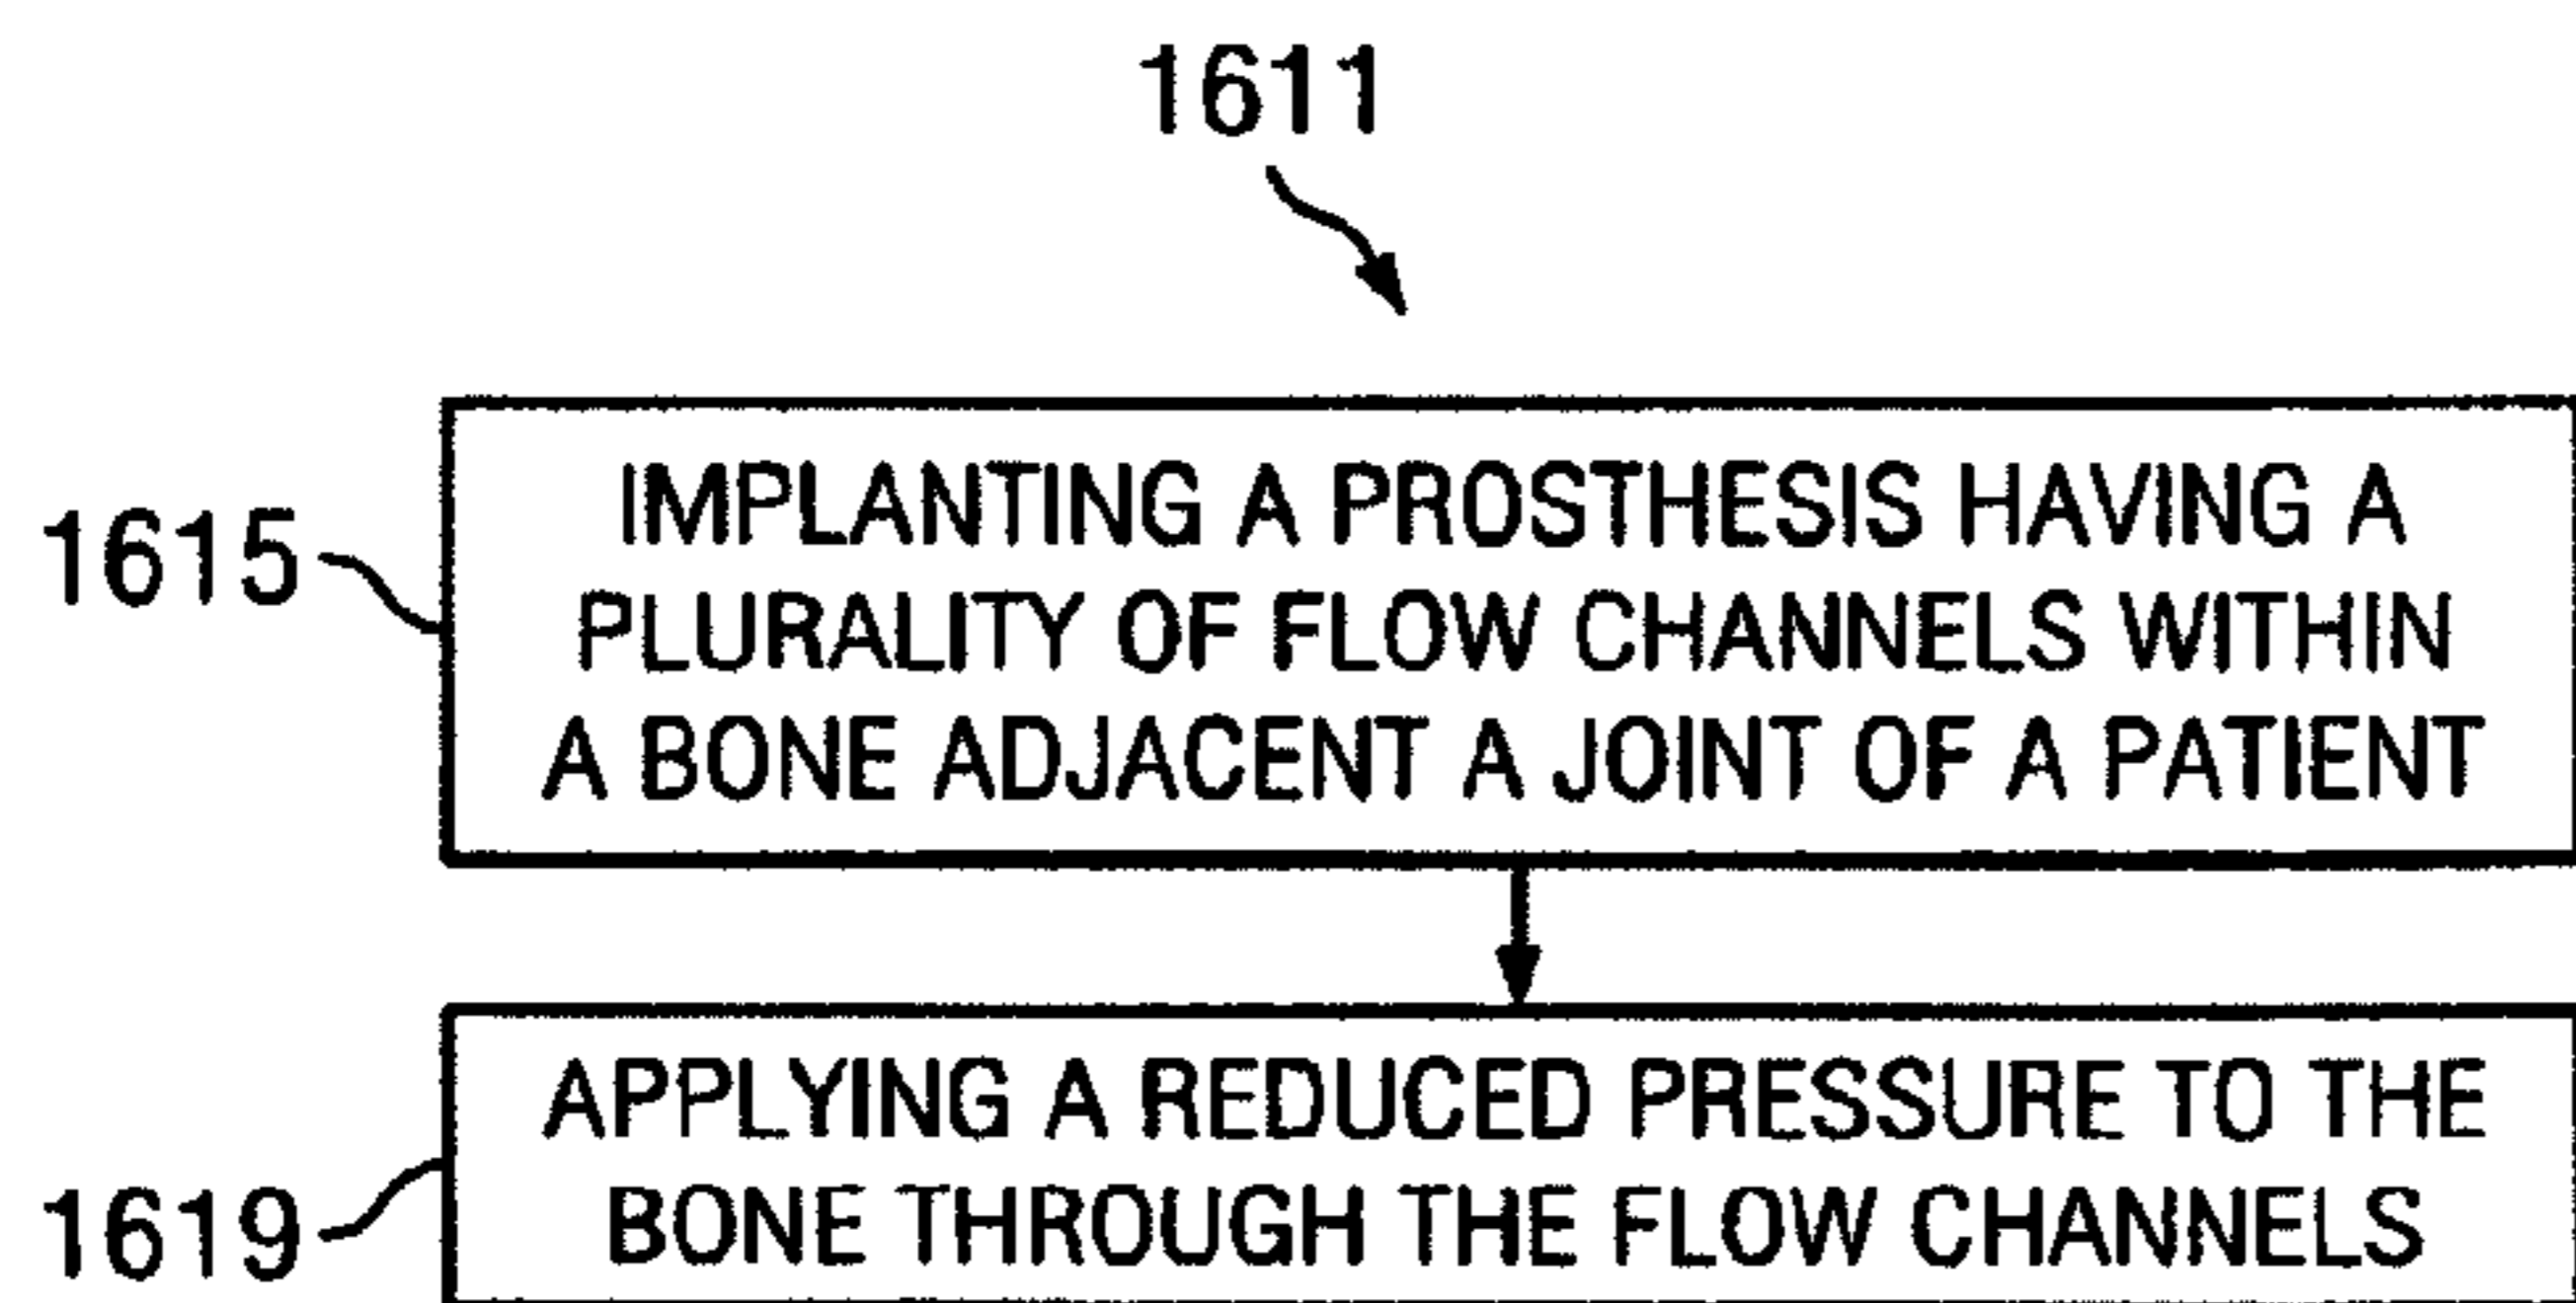 1611
1615
IMPLANTING A PROSTHESIS HAVING A
PLURALITY OF FLOW CHANNELS WITHIN
A BONE ADJACENT A JOINT OF A PATIENT
1619
APPLYING A REDUCED PRESSURE TO THE
BONE THROUGH THE FLOW CHANNELS